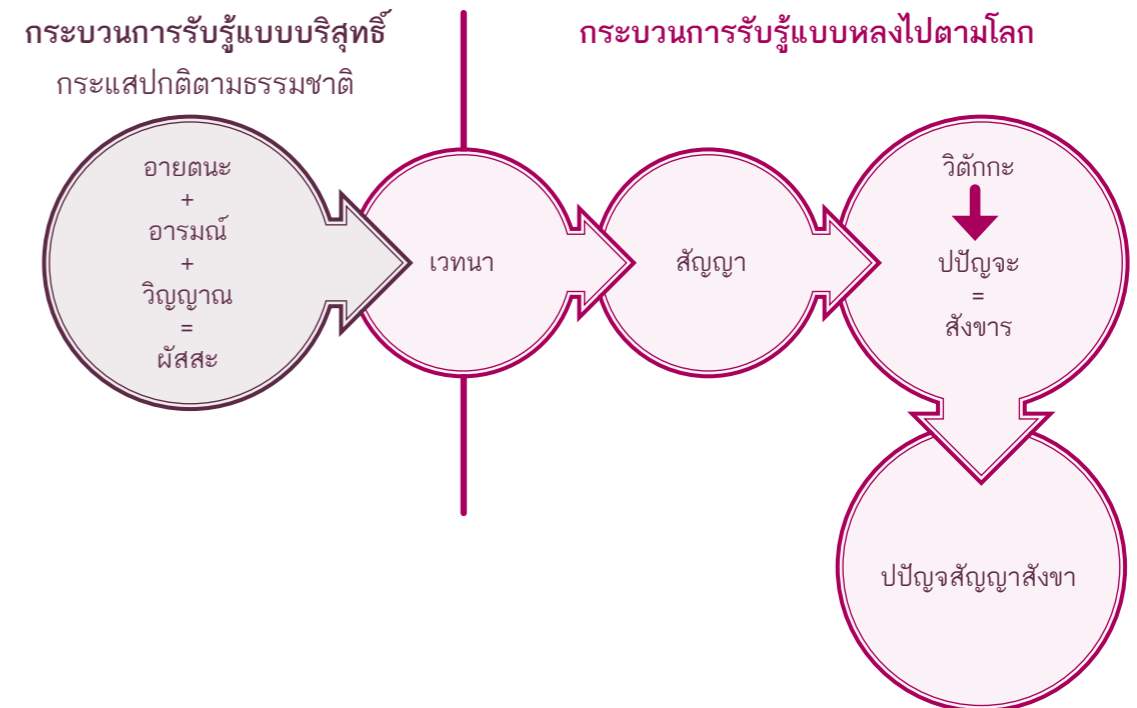 กระบวนการรับรู้แบบบริสุทธิ์
กระแสปกติตามธรรมชาติ
กระบวนการรับรู้แบบหลงไปตามโลก
อายตนะ
+
อารมณ์
+
วิญญาณ
=
ผัสสะ
เวทนา
สัญญา
วิตักกะ
ปปัญจะ
=
สังขาร
ปปัญจสัญญาสังขา